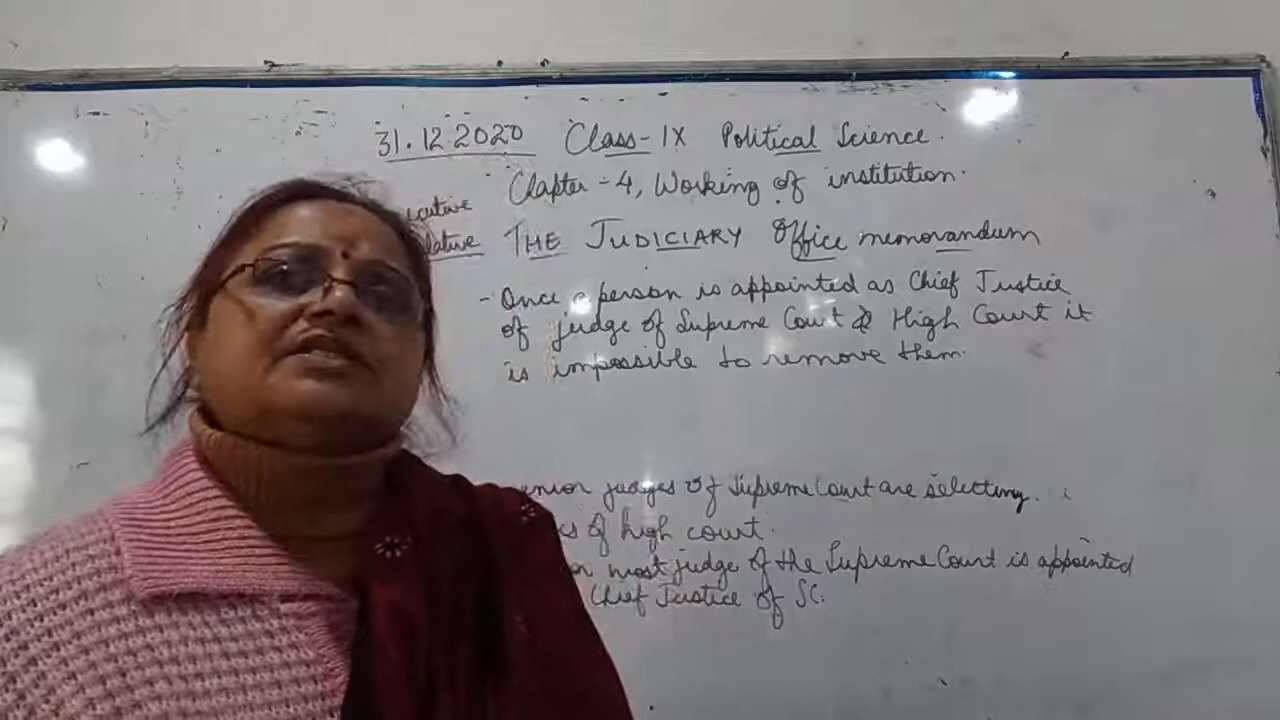 31.12.2020 Class-IX Political Science.
Chapter-4, Working of institution.
THE JUDICIARY Office memorandum
- Once a person is appointed as Chief Justice
of judge of Supreme Court & High Court it
is impossible to remove them.
judges of Supreme Court are selecting.
of high court.
most judge of the Supreme Court is appointed
Chief Justice of SC.